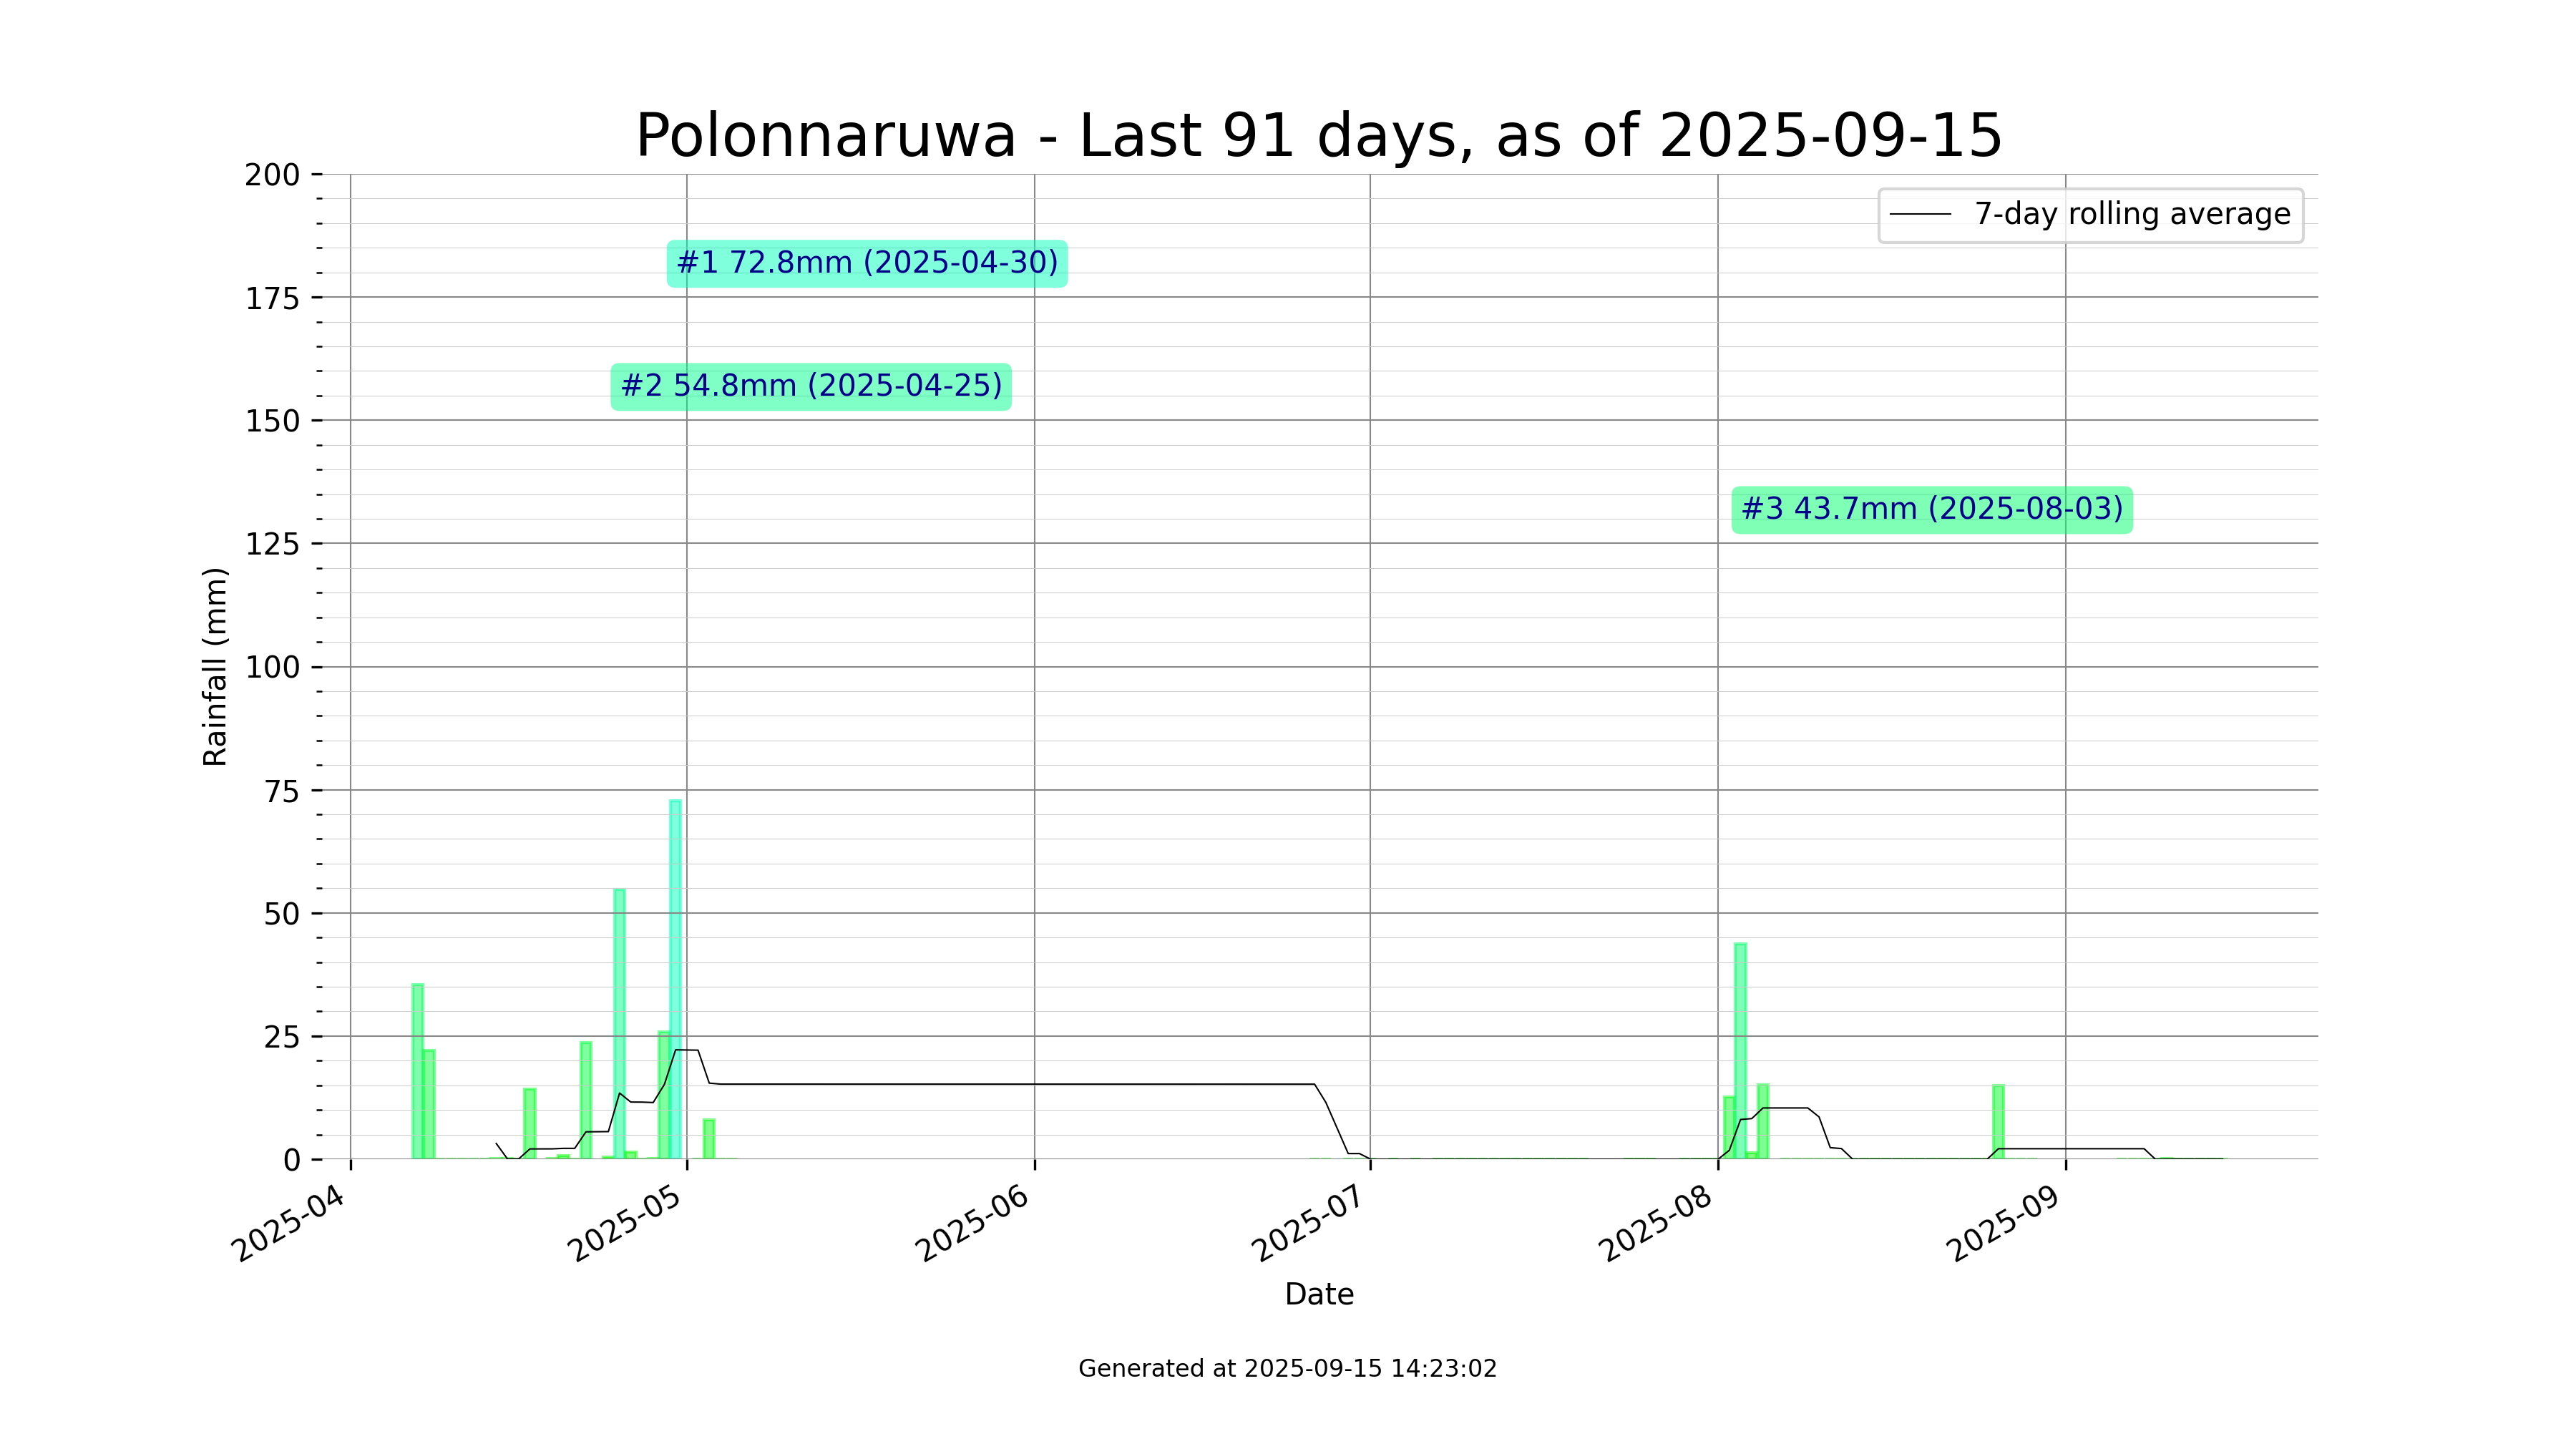 Polonnaruwa - Last 91 days, as of 2025-09-15
200
175
150
125
100
75
50
25
0
Rainfall (mm)
7-day rolling average
#1 72.8mm (2025-04-30)
#2 54.8mm (2025-04-25)
#3 43.7mm (2025-08-03)
2025-04
2025-05
2025-06
2025-07
2025-08
2025-09
Date
Generated at 2025-09-15 14:23:02